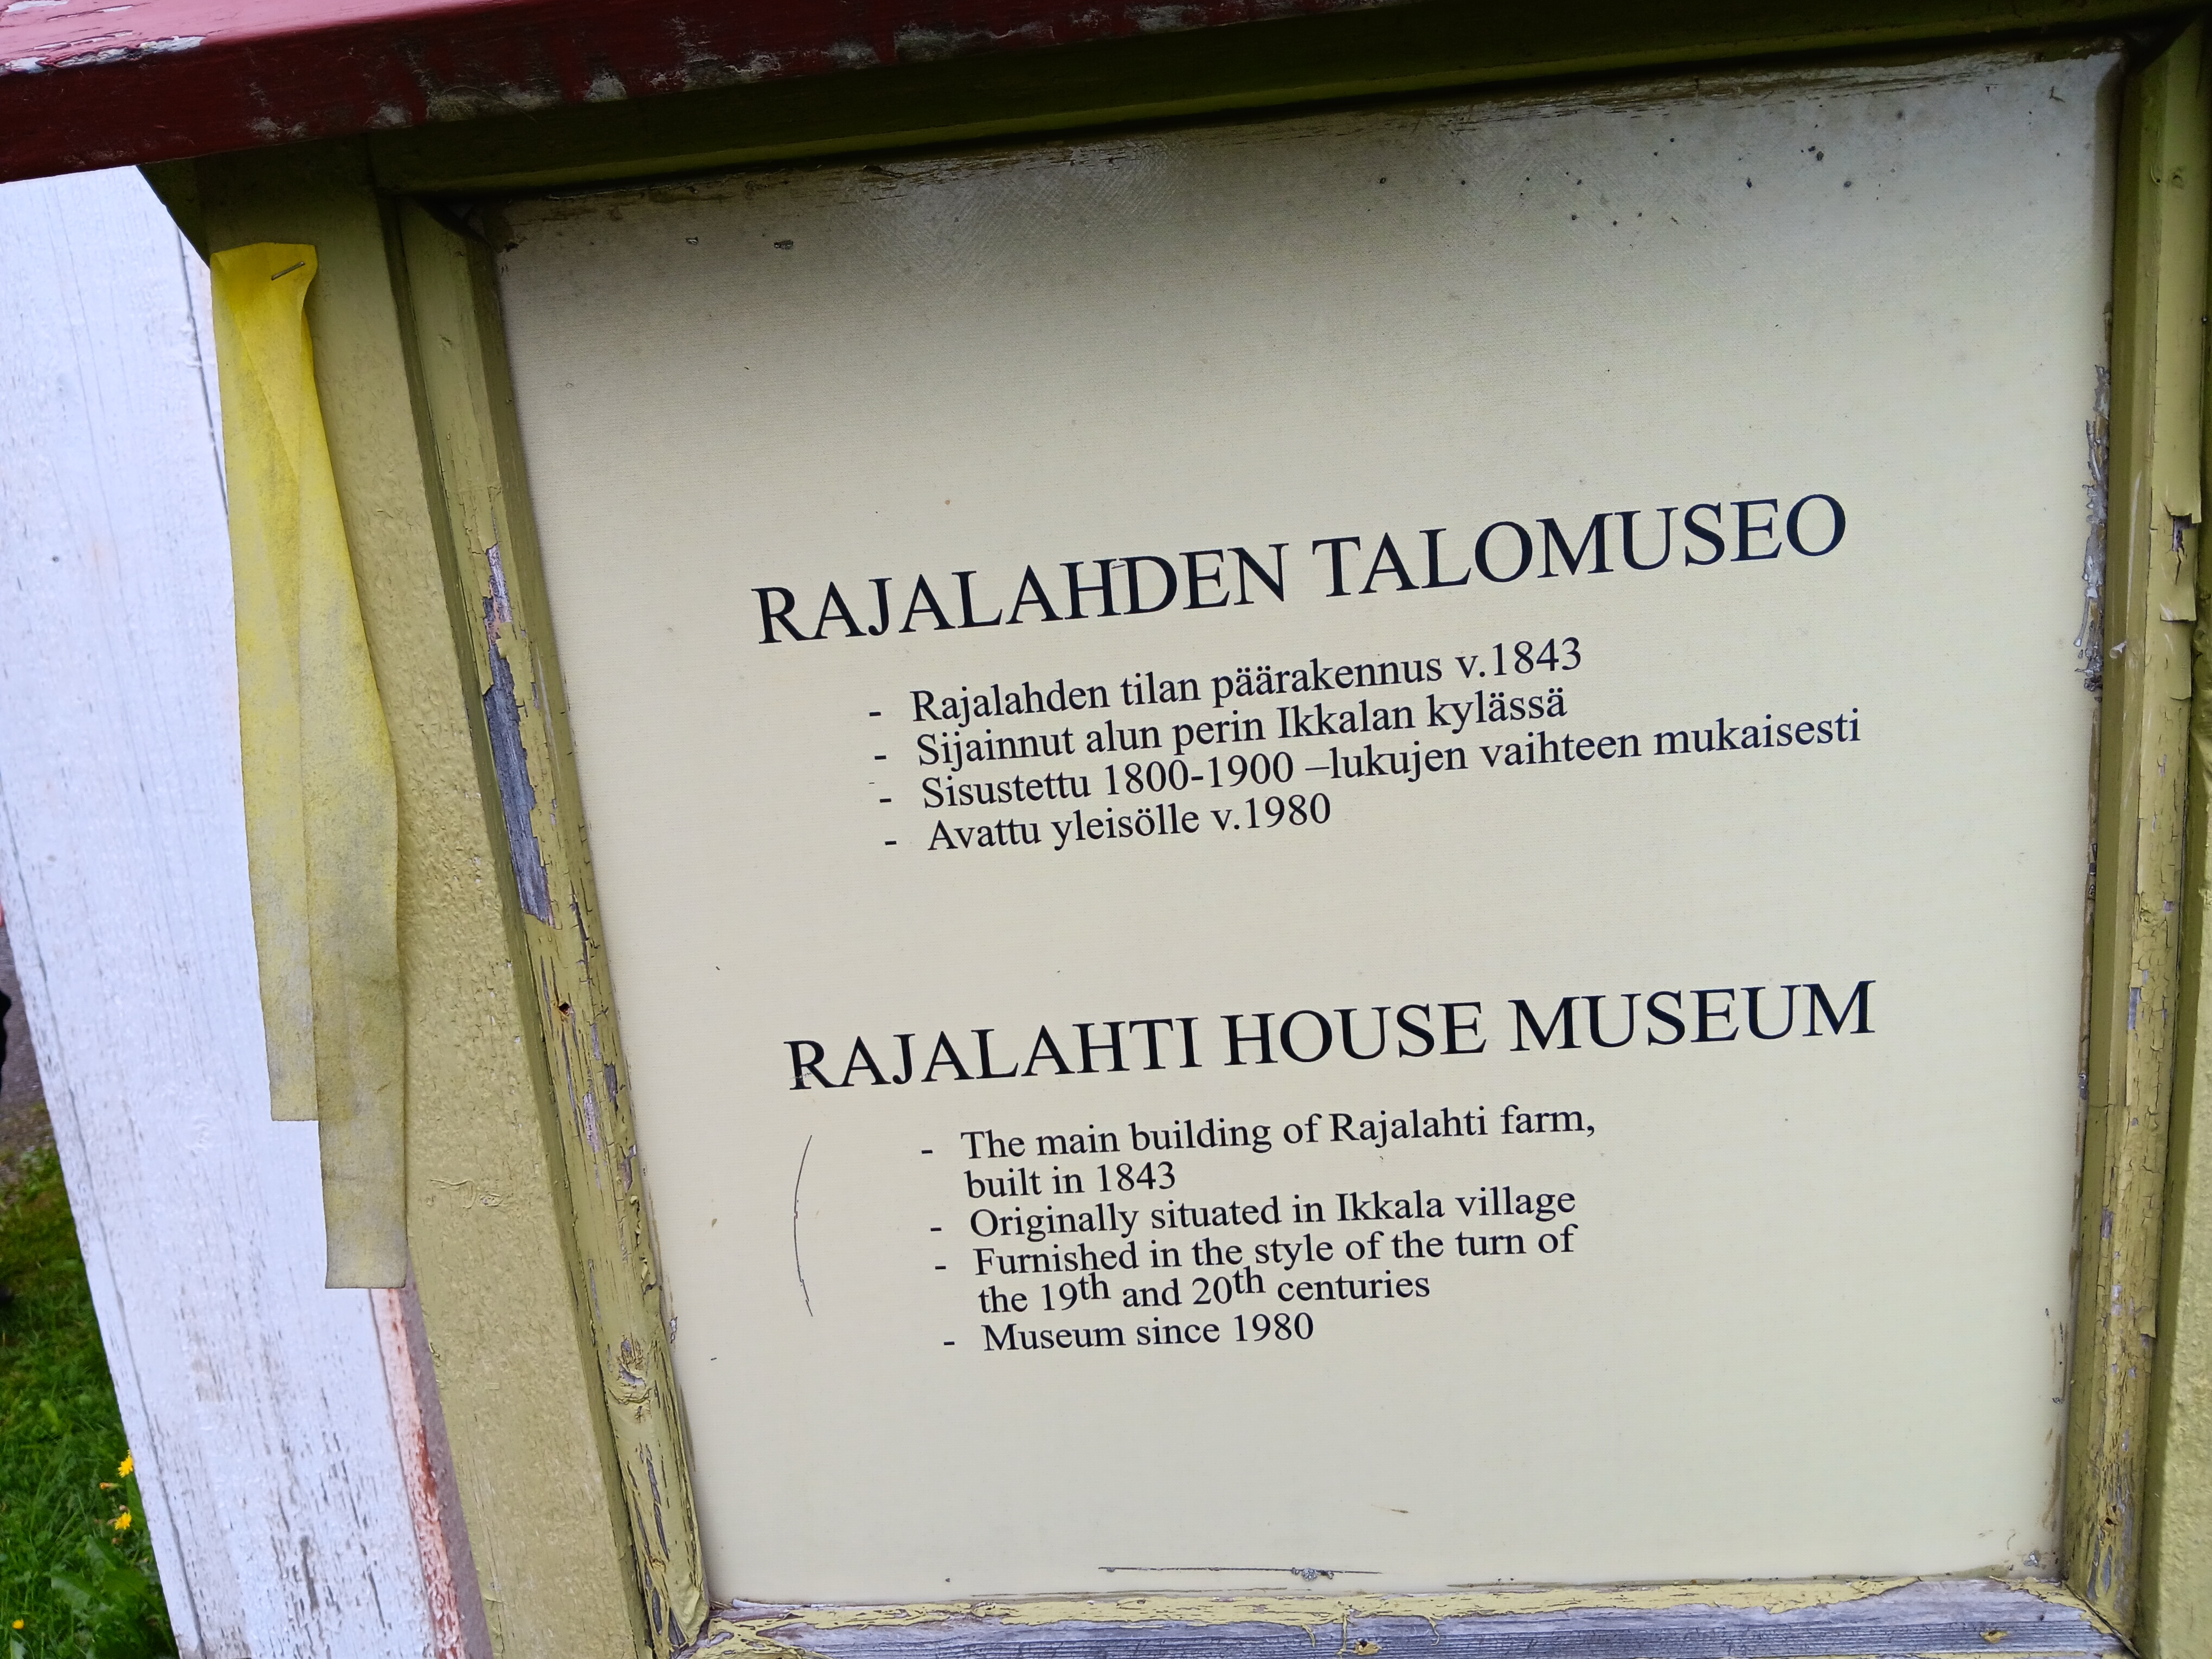 RAJALAHDEN TALOMUSEO
- Rajalahden tilan päärakennus v.1843
- Sijainnut alun perin Ikkalan kylässä
- Sisustettu 1800-1900 –lukujen vaihteen mukaisesti
- Avattu yleisölle v.1980
RAJALAHTI HOUSE MUSEUM
- The main building of Rajalahti farm,
built in 1843
- Originally situated in Ikkala village
- Furnished in the style of the turn of
the 19th and 20th centuries
- Museum since 1980